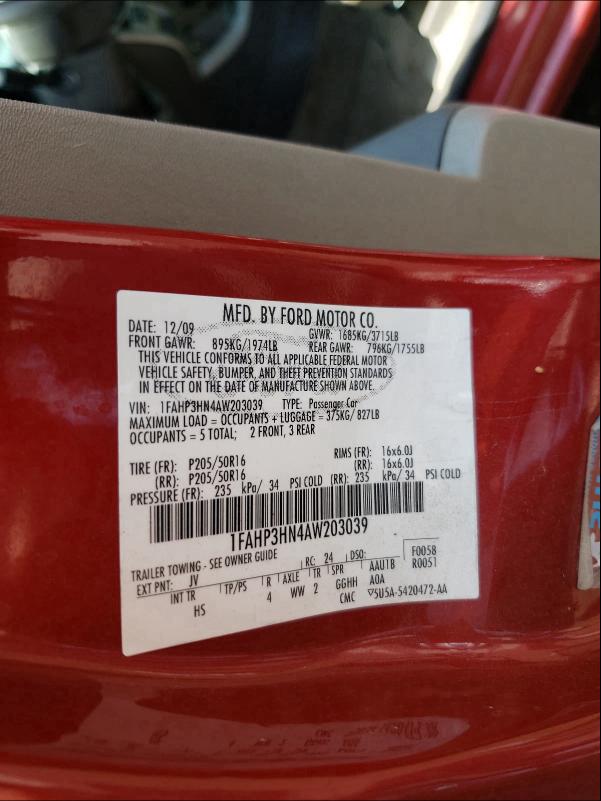 MFD. BY FORD MOTOR CO.
DATE: 12/09 GVWR: 1685KG/3715LB
FRONT GAWR: 895KG/1974LB REAR GAWR: 796KG/1755LB
THIS VEHICLE CONFORMS TO ALL APPLICABLE FEDERAL MOTOR
VEHICLE SAFETY, BUMPER, AND THEFT PREVENTION STANDARDS
IN EFFECT ON THE DATE OF MANUFACTURE SHOWN ABOVE.
VIN: 1FAHP3HN4AW203039 TYPE: Passenger Car
MAXIMUM LOAD = OCCUPANTS + LUGGAGE = 375KG/ 827LB
OCCUPANTS = 5 TOTAL; 2 FRONT, 3 REAR
TIRE (FR): P205/50R16 RIMS (FR): 16x6.0J
(RR): P205/50R16 (RR): 16x6.0J
PRESSURE (FR): 235 kPa/ 34 PSI COLD (RR): 235 kPa/ 34 PSI COLD
1FAHP3HN4AW203039
TRAILER TOWING - SEE OWNER GUIDE F0058
EXT PNT: JV RC: 24 DSO: R0051
INT TR TP/PS R AXLE TR SPR AAU1B
HS 4 WW 2 GGHH A0A
CMC ▽5U5A-5420472-AA